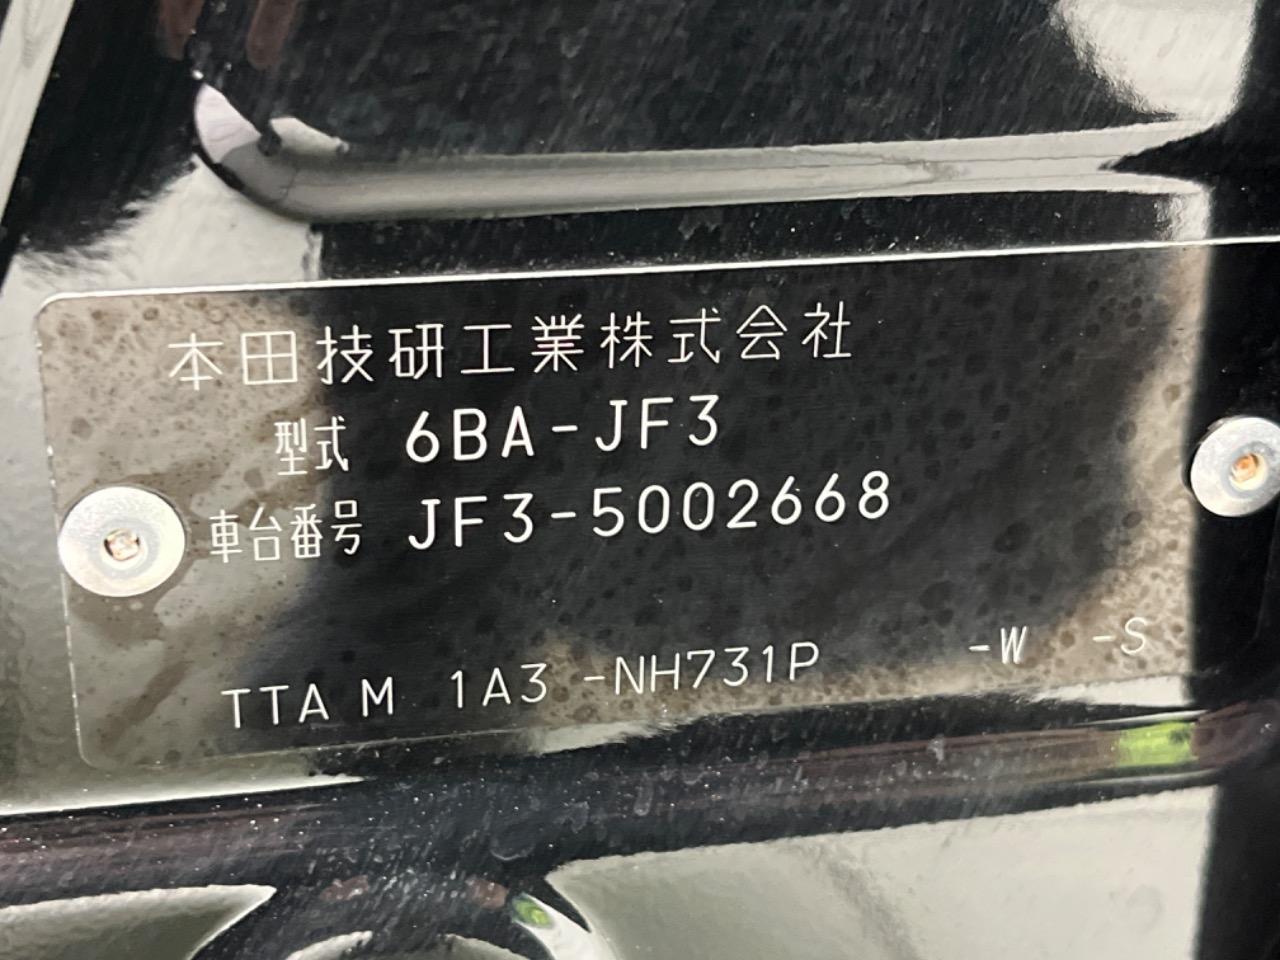 本田技研工業株式会社
型式 6BA-JF3
車台番号 JF3-5002668
TTA M 1A3 -NH731P -W -S